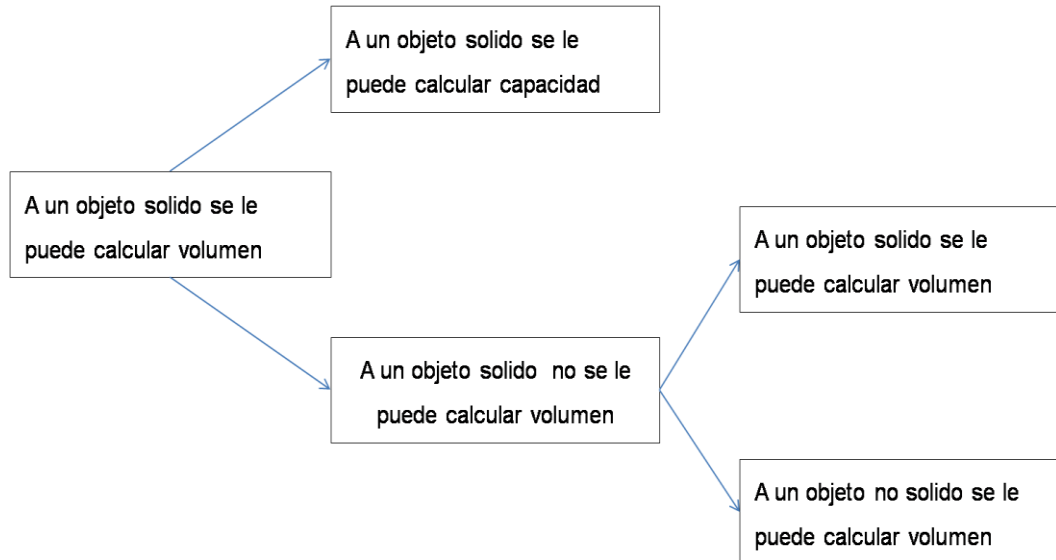 A un objeto solido se le
puede calcular capacidad
A un objeto solido se le
puede calcular volumen
A un objeto solido se le
puede calcular volumen
A un objeto solido no se le
puede calcular volumen
A un objeto no solido se le
puede calcular volumen